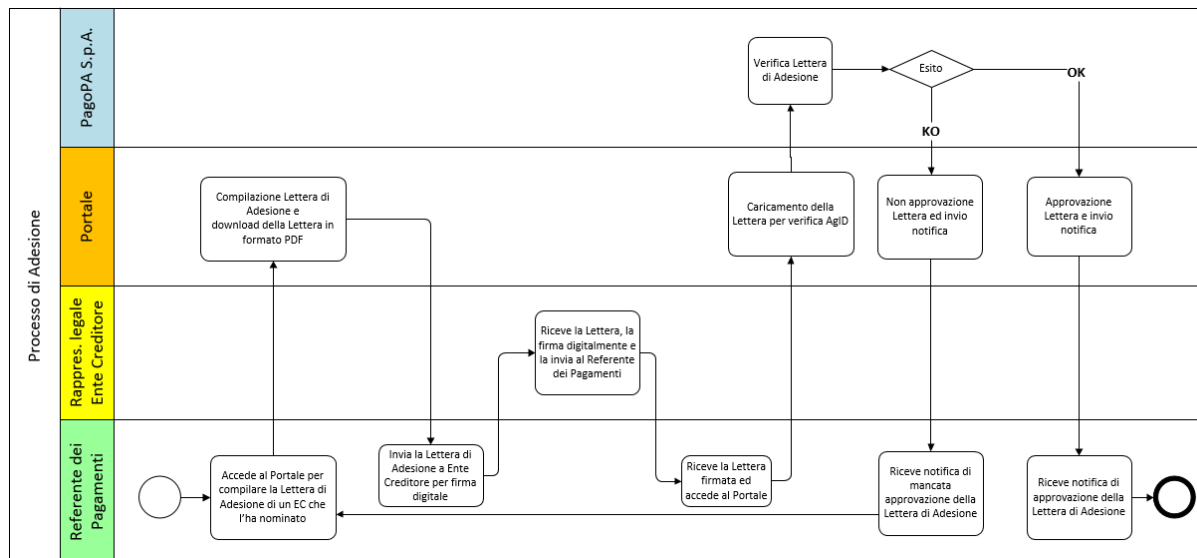 Processo di Adesione
PagoPA S.p.A.
Verifica Lettera
di Adesione
Esito
OK
KO
Portale
Compilazione Lettera di
Adesione e
download della Lettera in
formato PDF
Caricamento della
Lettera per verifica AgID
Non approvazione
Lettera ed invio
notifica
Approvazione
Lettera e invio
notifica
Rappres. legale
Ente Creditore
Riceve la Lettera, la
firma digitalmente e
la invia al Referente
dei Pagamenti
Referente dei
Pagamenti
Accede al Portale per
compilare la Lettera di
Adesione di un EC che
l'ha nominato
Invia la Lettera di
Adesione a Ente
Creditore per firma
digitale
Riceve la Lettera
firmata ed
accede al Portale
Riceve notifica di
mancata
approvazione della
Lettera di Adesione
Riceve notifica di
approvazione della
Lettera di Adesione